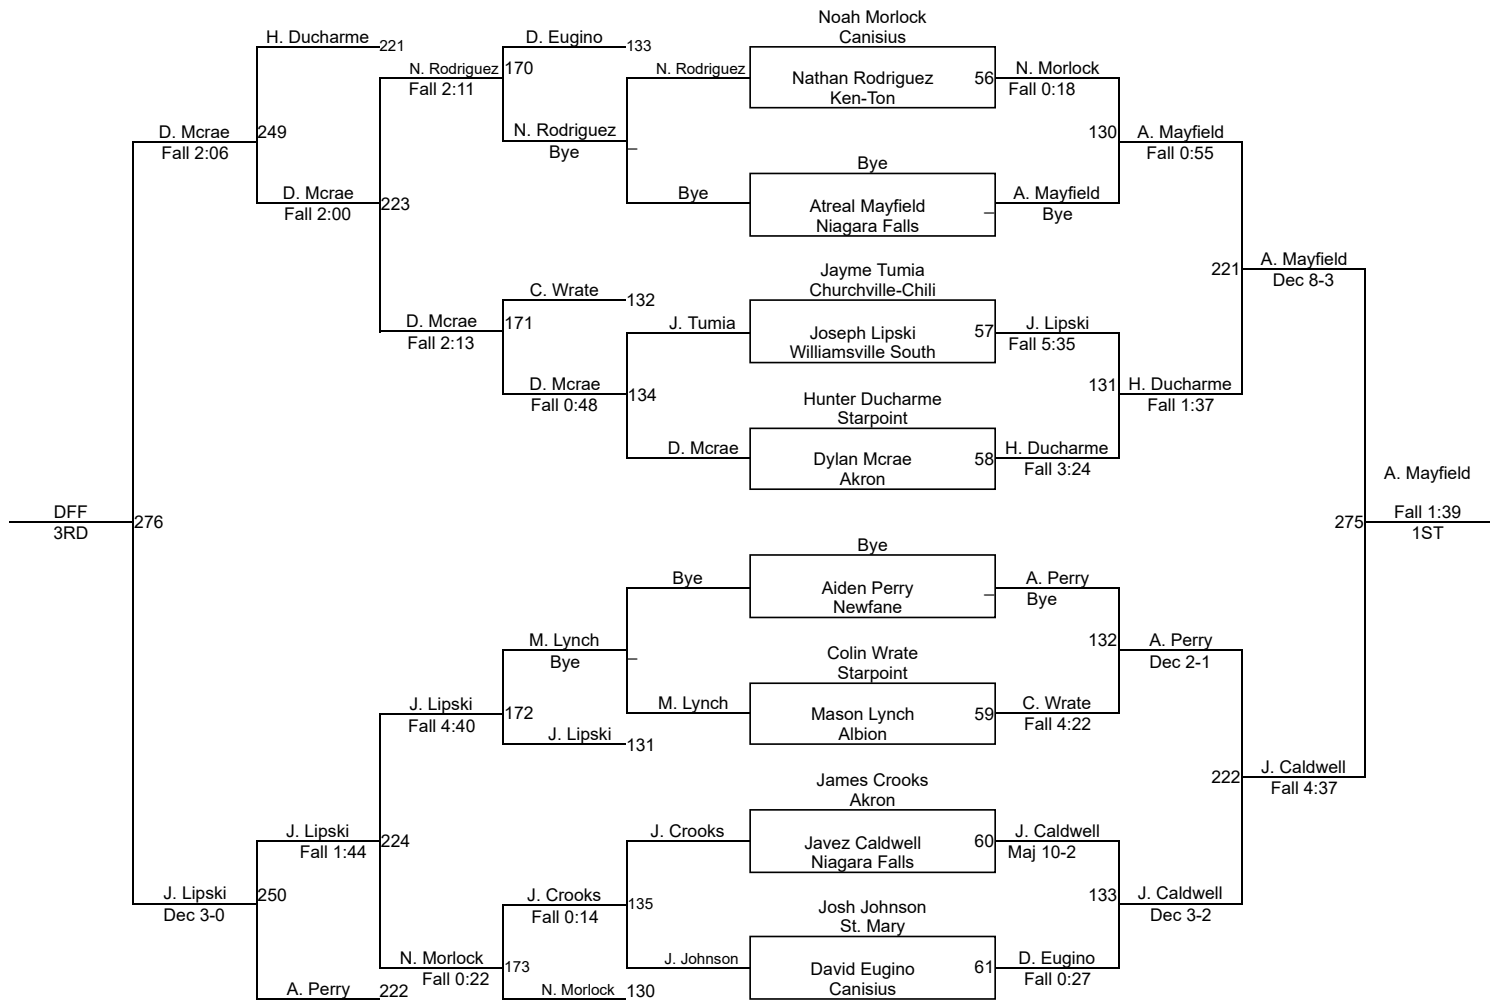 Noah Morlock
Canisius
H. Ducharme
221
D. Eugino
133
N. Rodriguez
170
Fall 2:11
N. Rodriguez
Nathan Rodriguez
Ken-Ton
56
N. Morlock
Fall 0:18
D. Mcrae
249
Fall 2:06
N. Rodriguez
Bye
130
A. Mayfield
Fall 0:55
Bye
D. Mcrae
Fall 2:00
223
Bye
Atreal Mayfield
Niagara Falls
A. Mayfield
Bye
Jayme Tumia
Churchville-Chili
221
A. Mayfield
Dec 8-3
C. Wrate
132
D. Mcrae
171
Fall 2:13
J. Tumia
Joseph Lipski
Williamsville South
57
J. Lipski
Fall 5:35
D. Mcrae
Fall 0:48
134
Hunter Ducharme
Starpoint
131
H. Ducharme
Fall 1:37
D. Mcrae
Dylan Mcrae
Akron
58
H. Ducharme
Fall 3:24
A. Mayfield
DFF
3RD
276
275
Fall 1:39
1ST
Bye
Bye
Aiden Perry
Newfane
A. Perry
Bye
M. Lynch
Bye
Colin Wrate
Starpoint
132
A. Perry
Dec 2-1
J. Lipski
Fall 4:40
172
M. Lynch
Mason Lynch
Albion
59
C. Wrate
Fall 4:22
J. Lipski
131
James Crooks
Akron
222
J. Caldwell
Fall 4:37
J. Lipski
Fall 1:44
224
J. Crooks
Javez Caldwell
Niagara Falls
60
J. Caldwell
Maj 10-2
J. Lipski
250
Dec 3-0
J. Crooks
Fall 0:14
135
Josh Johnson
St. Mary
133
J. Caldwell
Dec 3-2
N. Morlock
Fall 0:22
173
J. Johnson
David Eugino
Canisius
61
D. Eugino
Fall 0:27
A. Perry
222
N. Morlock
130